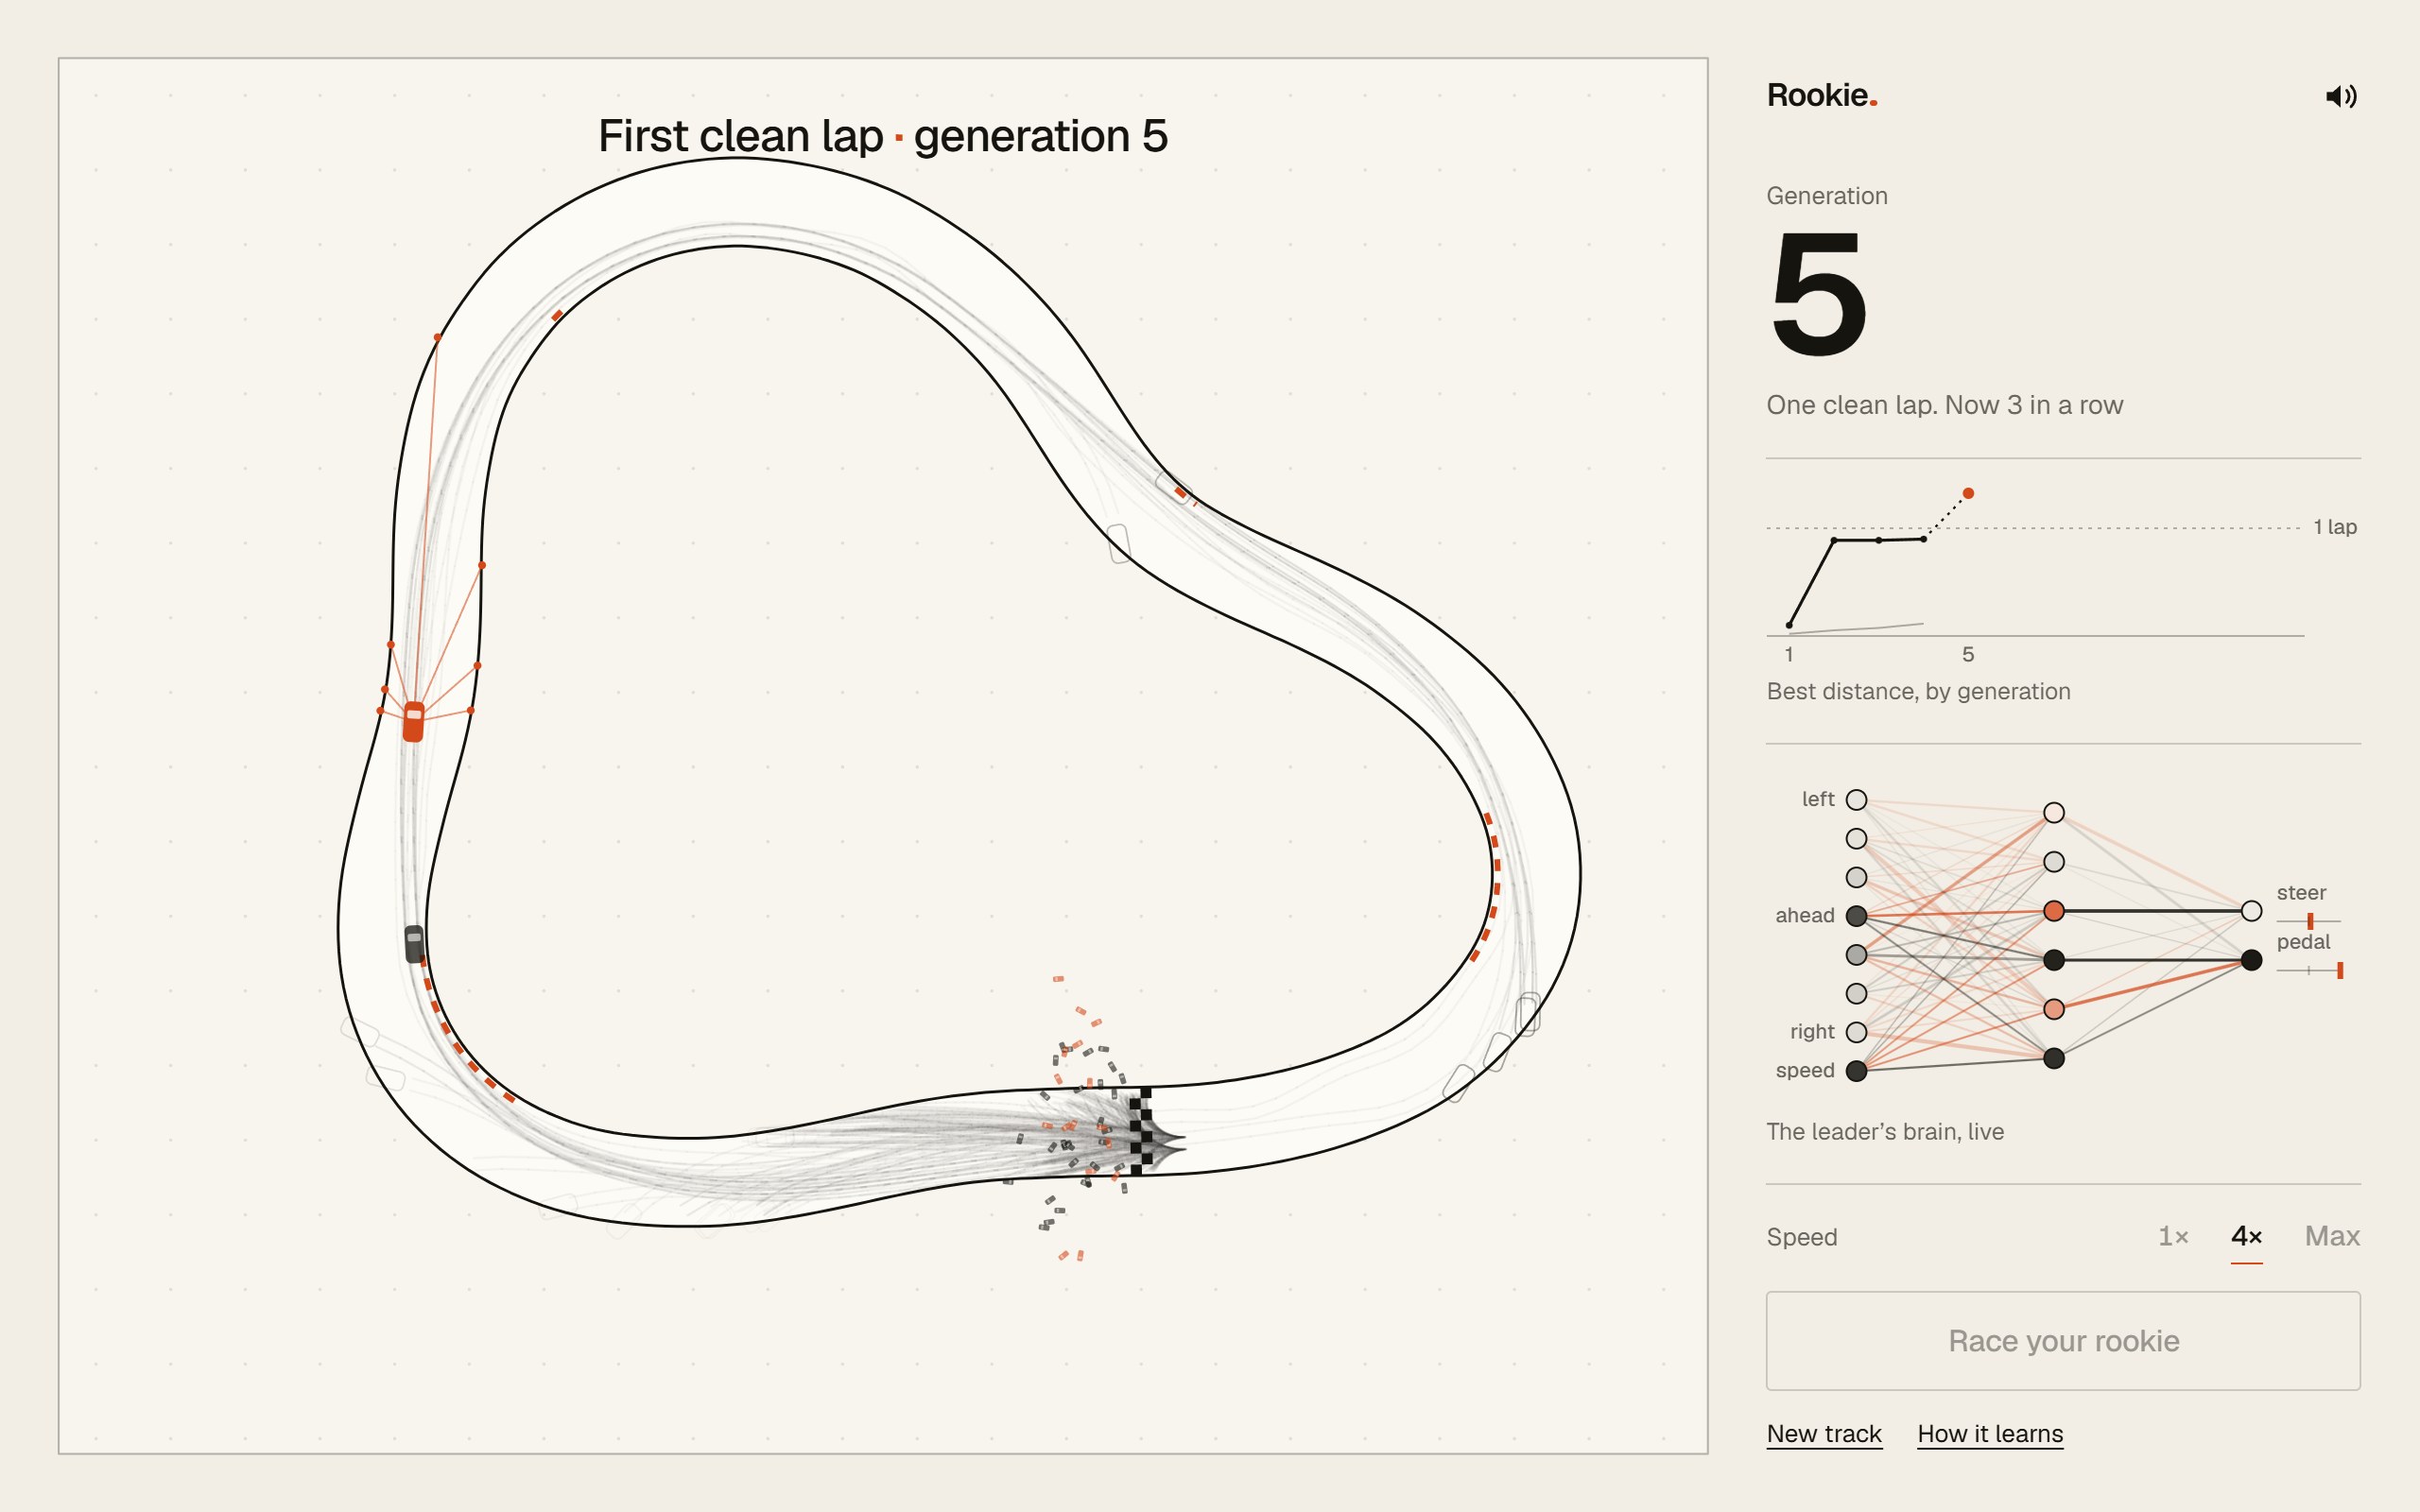 First clean lap · generation 5
Rookie.
Generation
5
One clean lap. Now 3 in a row
1 lap
1 5
Best distance, by generation
left
ahead
right
speed
steer
pedal
The leader’s brain, live
Speed 1× 4× Max
Race your rookie
New track How it learns